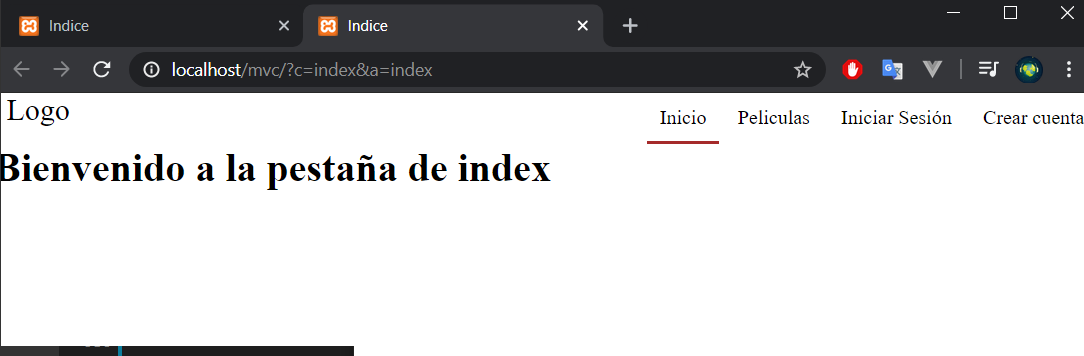 Indice
Indice
localhost/mvc/?c=index&a=index
Logo
Inicio Peliculas Iniciar Sesión Crear cuenta
Bienvenido a la pestaña de index